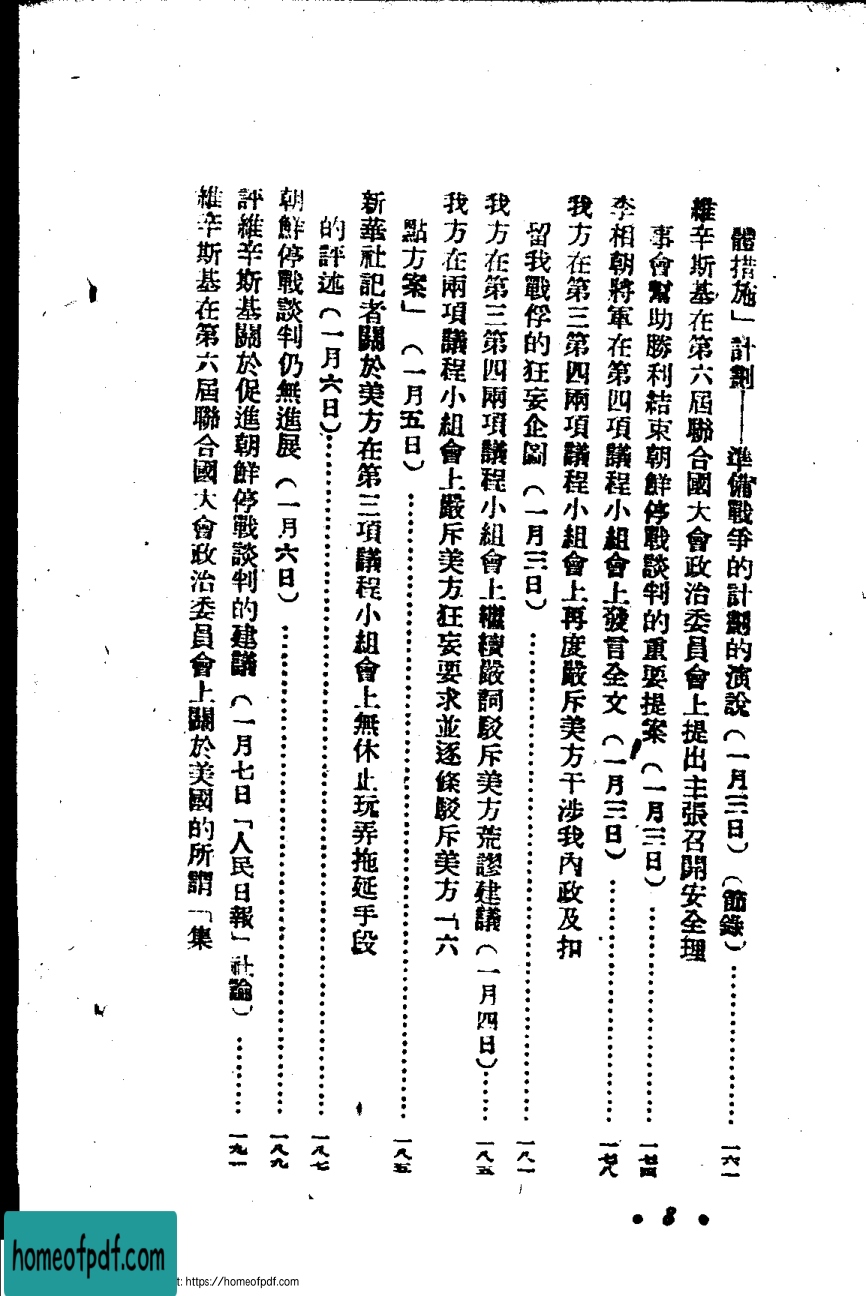 體措施」計劃——準備戰爭的計劃的演說(一月三日)(節錄)……一六一
維辛斯基在第六屆聯合國大會政治委員會上提出主張召開安全理
事會幫助勝利結束朝鮮停戰談判的重要提案(一月三日)……一七四
李相朝將軍在第四項議程小組會上發言全文(一月三日)……一七八
我方在第三第四兩項議程小組會上再度嚴斥美方干涉我內政及扣
留我戰俘的狂妄企圖(一月三日)……一八一
我方在第三第四兩項議程小組會上繼續嚴詞駁斥美方荒謬建議(一月四日)……一八五
我方在兩項議程小組會上嚴斥美方狂妄要求並逐條駁斥美方「六
點方案」(一月五日)……一八五
新華社記者關於美方在第三項議程小組會上無休止玩弄拖延手段
的評述(一月六日)……一八七
朝鮮停戰談判仍無進展(一月六日)……一八九
評維辛斯基關於促進朝鮮停戰談判的建議(一月七日「人民日報」社論)……一九一
維辛斯基在第六屆聯合國大會政治委員會上關於美國的所謂「集
• 8 •
homeofpdf.com
t: https://homeofpdf.com